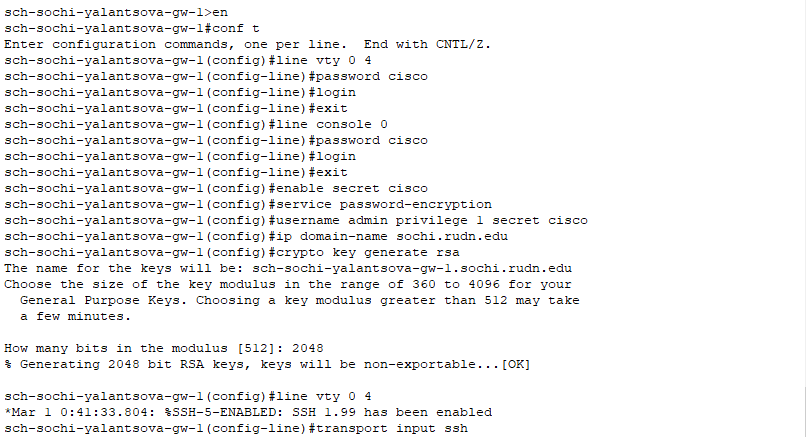 sch-sochi-yalantsova-gw-1>en
sch-sochi-yalantsova-gw-1#conf t
Enter configuration commands, one per line.  End with CNTL/Z.
sch-sochi-yalantsova-gw-1(config)#line vty 0 4
sch-sochi-yalantsova-gw-1(config-line)#password cisco
sch-sochi-yalantsova-gw-1(config-line)#login
sch-sochi-yalantsova-gw-1(config-line)#exit
sch-sochi-yalantsova-gw-1(config)#line console 0
sch-sochi-yalantsova-gw-1(config-line)#password cisco
sch-sochi-yalantsova-gw-1(config-line)#login
sch-sochi-yalantsova-gw-1(config-line)#exit
sch-sochi-yalantsova-gw-1(config)#enable secret cisco
sch-sochi-yalantsova-gw-1(config)#service password-encryption
sch-sochi-yalantsova-gw-1(config)#username admin privilege 1 secret cisco
sch-sochi-yalantsova-gw-1(config)#ip domain-name sochi.rudn.edu
sch-sochi-yalantsova-gw-1(config)#crypto key generate rsa
The name for the keys will be: sch-sochi-yalantsova-gw-1.sochi.rudn.edu
Choose the size of the key modulus in the range of 360 to 4096 for your
  General Purpose Keys. Choosing a key modulus greater than 512 may take
  a few minutes.

How many bits in the modulus [512]: 2048
% Generating 2048 bit RSA keys, keys will be non-exportable...[OK]

sch-sochi-yalantsova-gw-1(config)#line vty 0 4
*Mar 1 0:41:33.804: %SSH-5-ENABLED: SSH 1.99 has been enabled
sch-sochi-yalantsova-gw-1(config-line)#transport input ssh